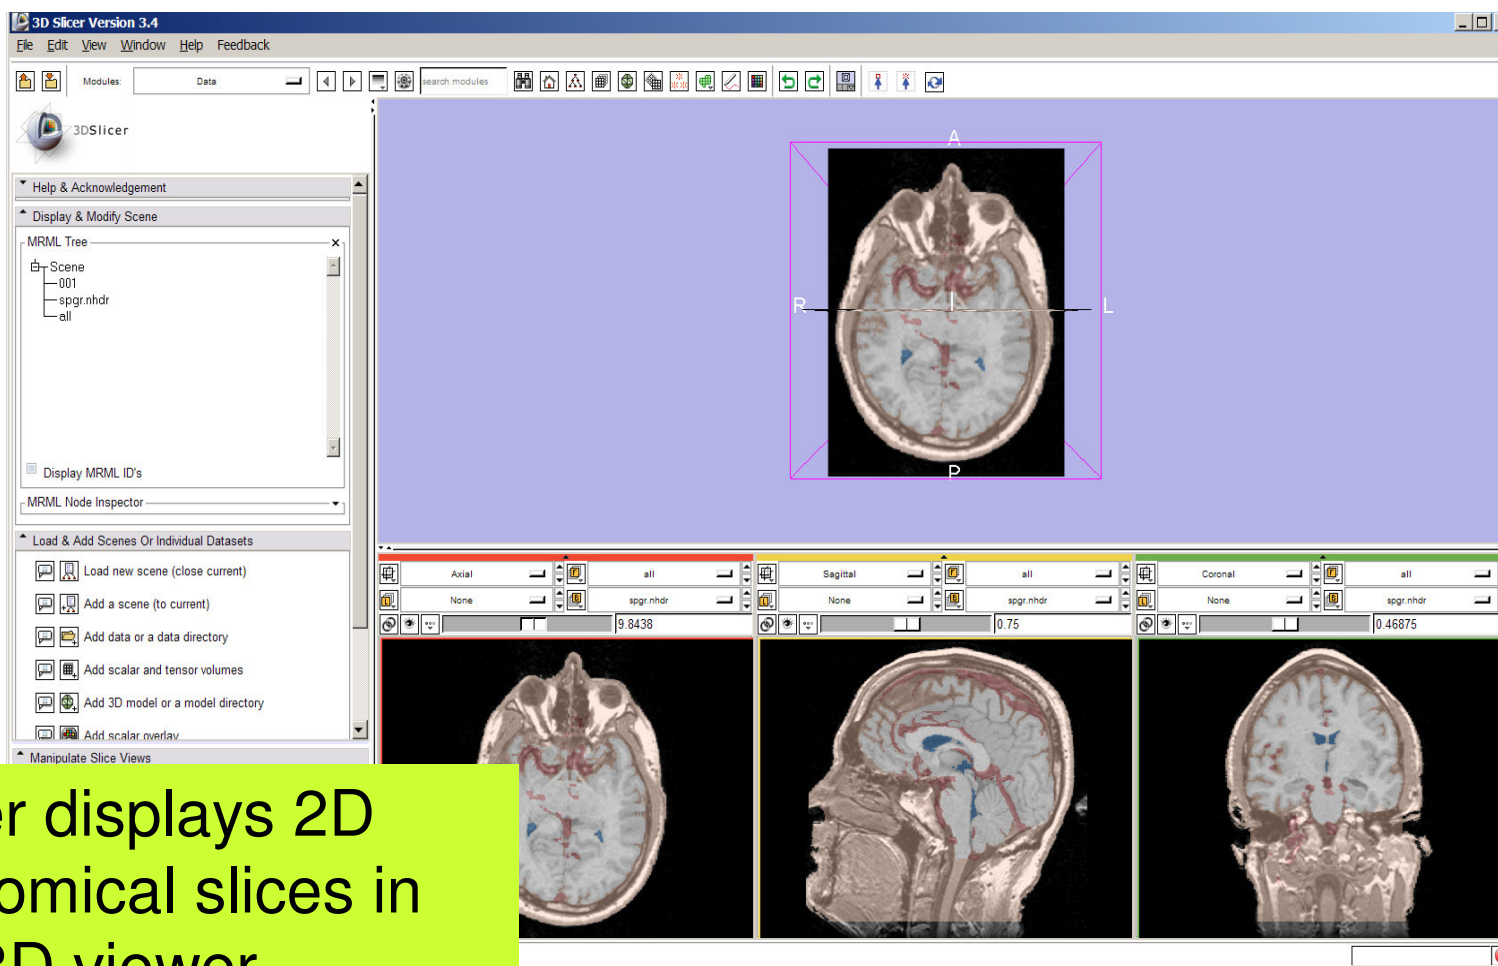 3D Slicer Version 3.4
File Edit View Window Help Feedback
Modules: Data search modules
3DSlicer
Help & Acknowledgement
Display & Modify Scene
MRML Tree x
Scene
001
spgr.nhdr
all
Display MRML ID's
MRML Node Inspector
Load & Add Scenes Or Individual Datasets
Load new scene (close current)
Add a scene (to current)
Add data or a data directory
Add scalar and tensor volumes
Add 3D model or a model directory
Add scalar overlay
Manipulate Slice Views
A
R I L
P
Axial all Sagittal all Coronal all
None spgr.nhdr None spgr.nhdr None spgr.nhdr
9.8438 0.75 0.46875
er displays 2D
omical slices in
3D viewer